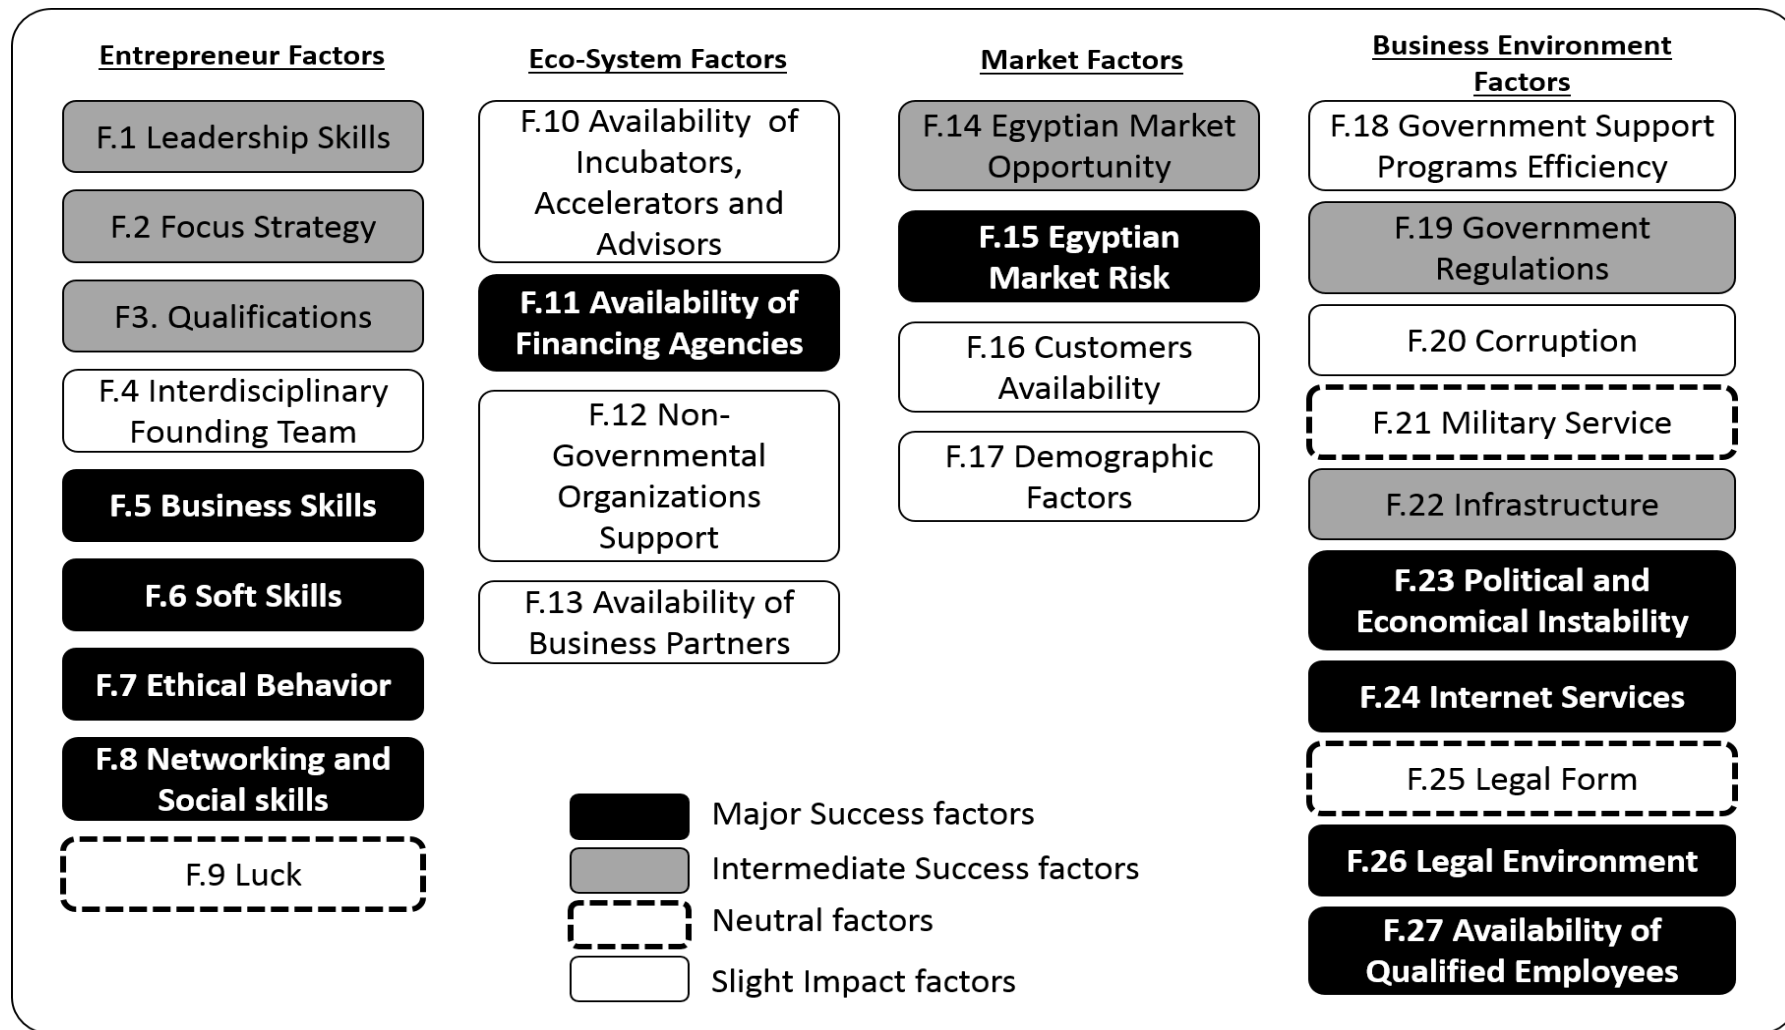 Entrepreneur Factors
F.1 Leadership Skills
F.2 Focus Strategy
F3. Qualifications
F.4 Interdisciplinary
Founding Team
F.5 Business Skills
F.6 Soft Skills
F.7 Ethical Behavior
F.8 Networking and
Social skills
F.9 Luck
Eco-System Factors
F.10 Availability of
Incubators,
Accelerators and
Advisors
F.11 Availability of
Financing Agencies
F.12 Non-
Governmental
Organizations
Support
F.13 Availability of
Business Partners
Market Factors
F.14 Egyptian Market
Opportunity
F.15 Egyptian
Market Risk
F.16 Customers
Availability
F.17 Demographic
Factors
Business Environment
Factors
F.18 Government Support
Programs Efficiency
F.19 Government
Regulations
F.20 Corruption
F.21 Military Service
F.22 Infrastructure
F.23 Political and
Economical Instability
F.24 Internet Services
F.25 Legal Form
F.26 Legal Environment
F.27 Availability of
Qualified Employees
Major Success factors
Intermediate Success factors
Neutral factors
Slight Impact factors